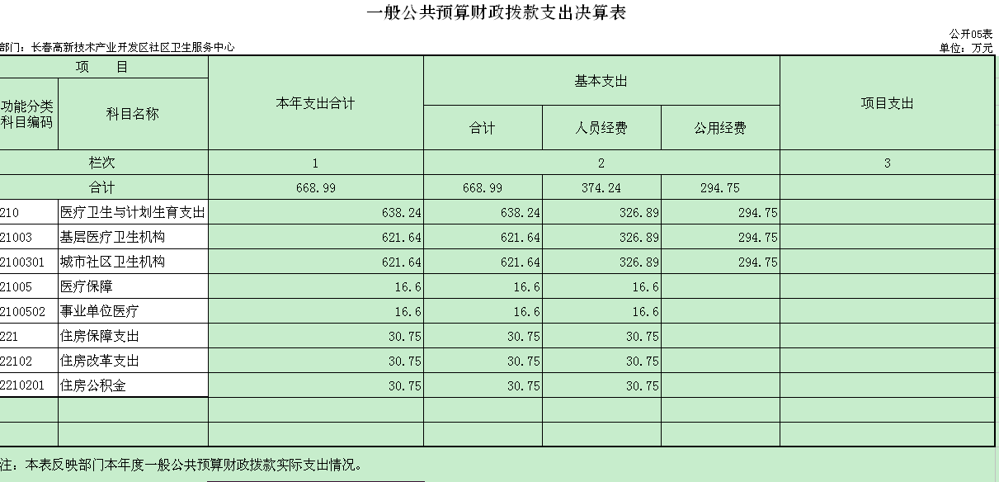 一般公共预算财政拨款支出决算表
公开05表
部门：长春高新技术产业开发区社区卫生服务中心 单位：万元
项 目 本年支出合计 基本支出 项目支出
功能分类科目编码 科目名称 合计 人员经费 公用经费
栏次 1 2 3
合计 668.99 668.99 374.24 294.75
210 医疗卫生与计划生育支出 638.24 638.24 326.89 294.75
21003 基层医疗卫生机构 621.64 621.64 326.89 294.75
2100301 城市社区卫生机构 621.64 621.64 326.89 294.75
21005 医疗保障 16.6 16.6 16.6
2100502 事业单位医疗 16.6 16.6 16.6
221 住房保障支出 30.75 30.75 30.75
22102 住房改革支出 30.75 30.75 30.75
2210201 住房公积金 30.75 30.75 30.75
注：本表反映部门本年度一般公共预算财政拨款实际支出情况。